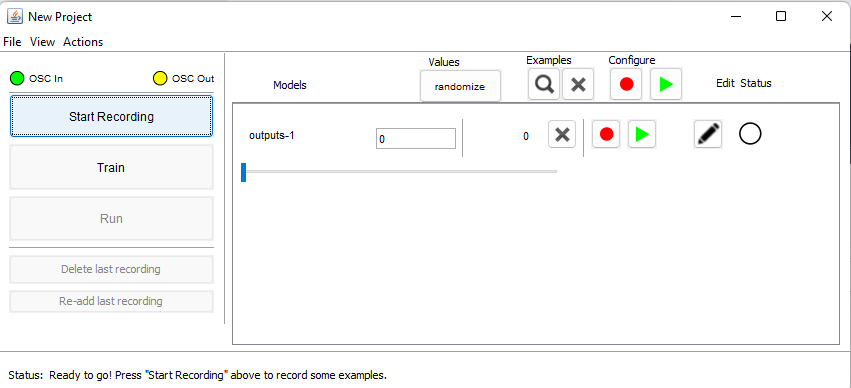 New Project
File View Actions
OSC In
OSC Out
Start Recording
Train
Run
Delete last recording
Re-add last recording
Models
Values
randomize
Examples
Configure
Edit Status
outputs-1
0
0
Status: Ready to go! Press "Start Recording" above to record some examples.